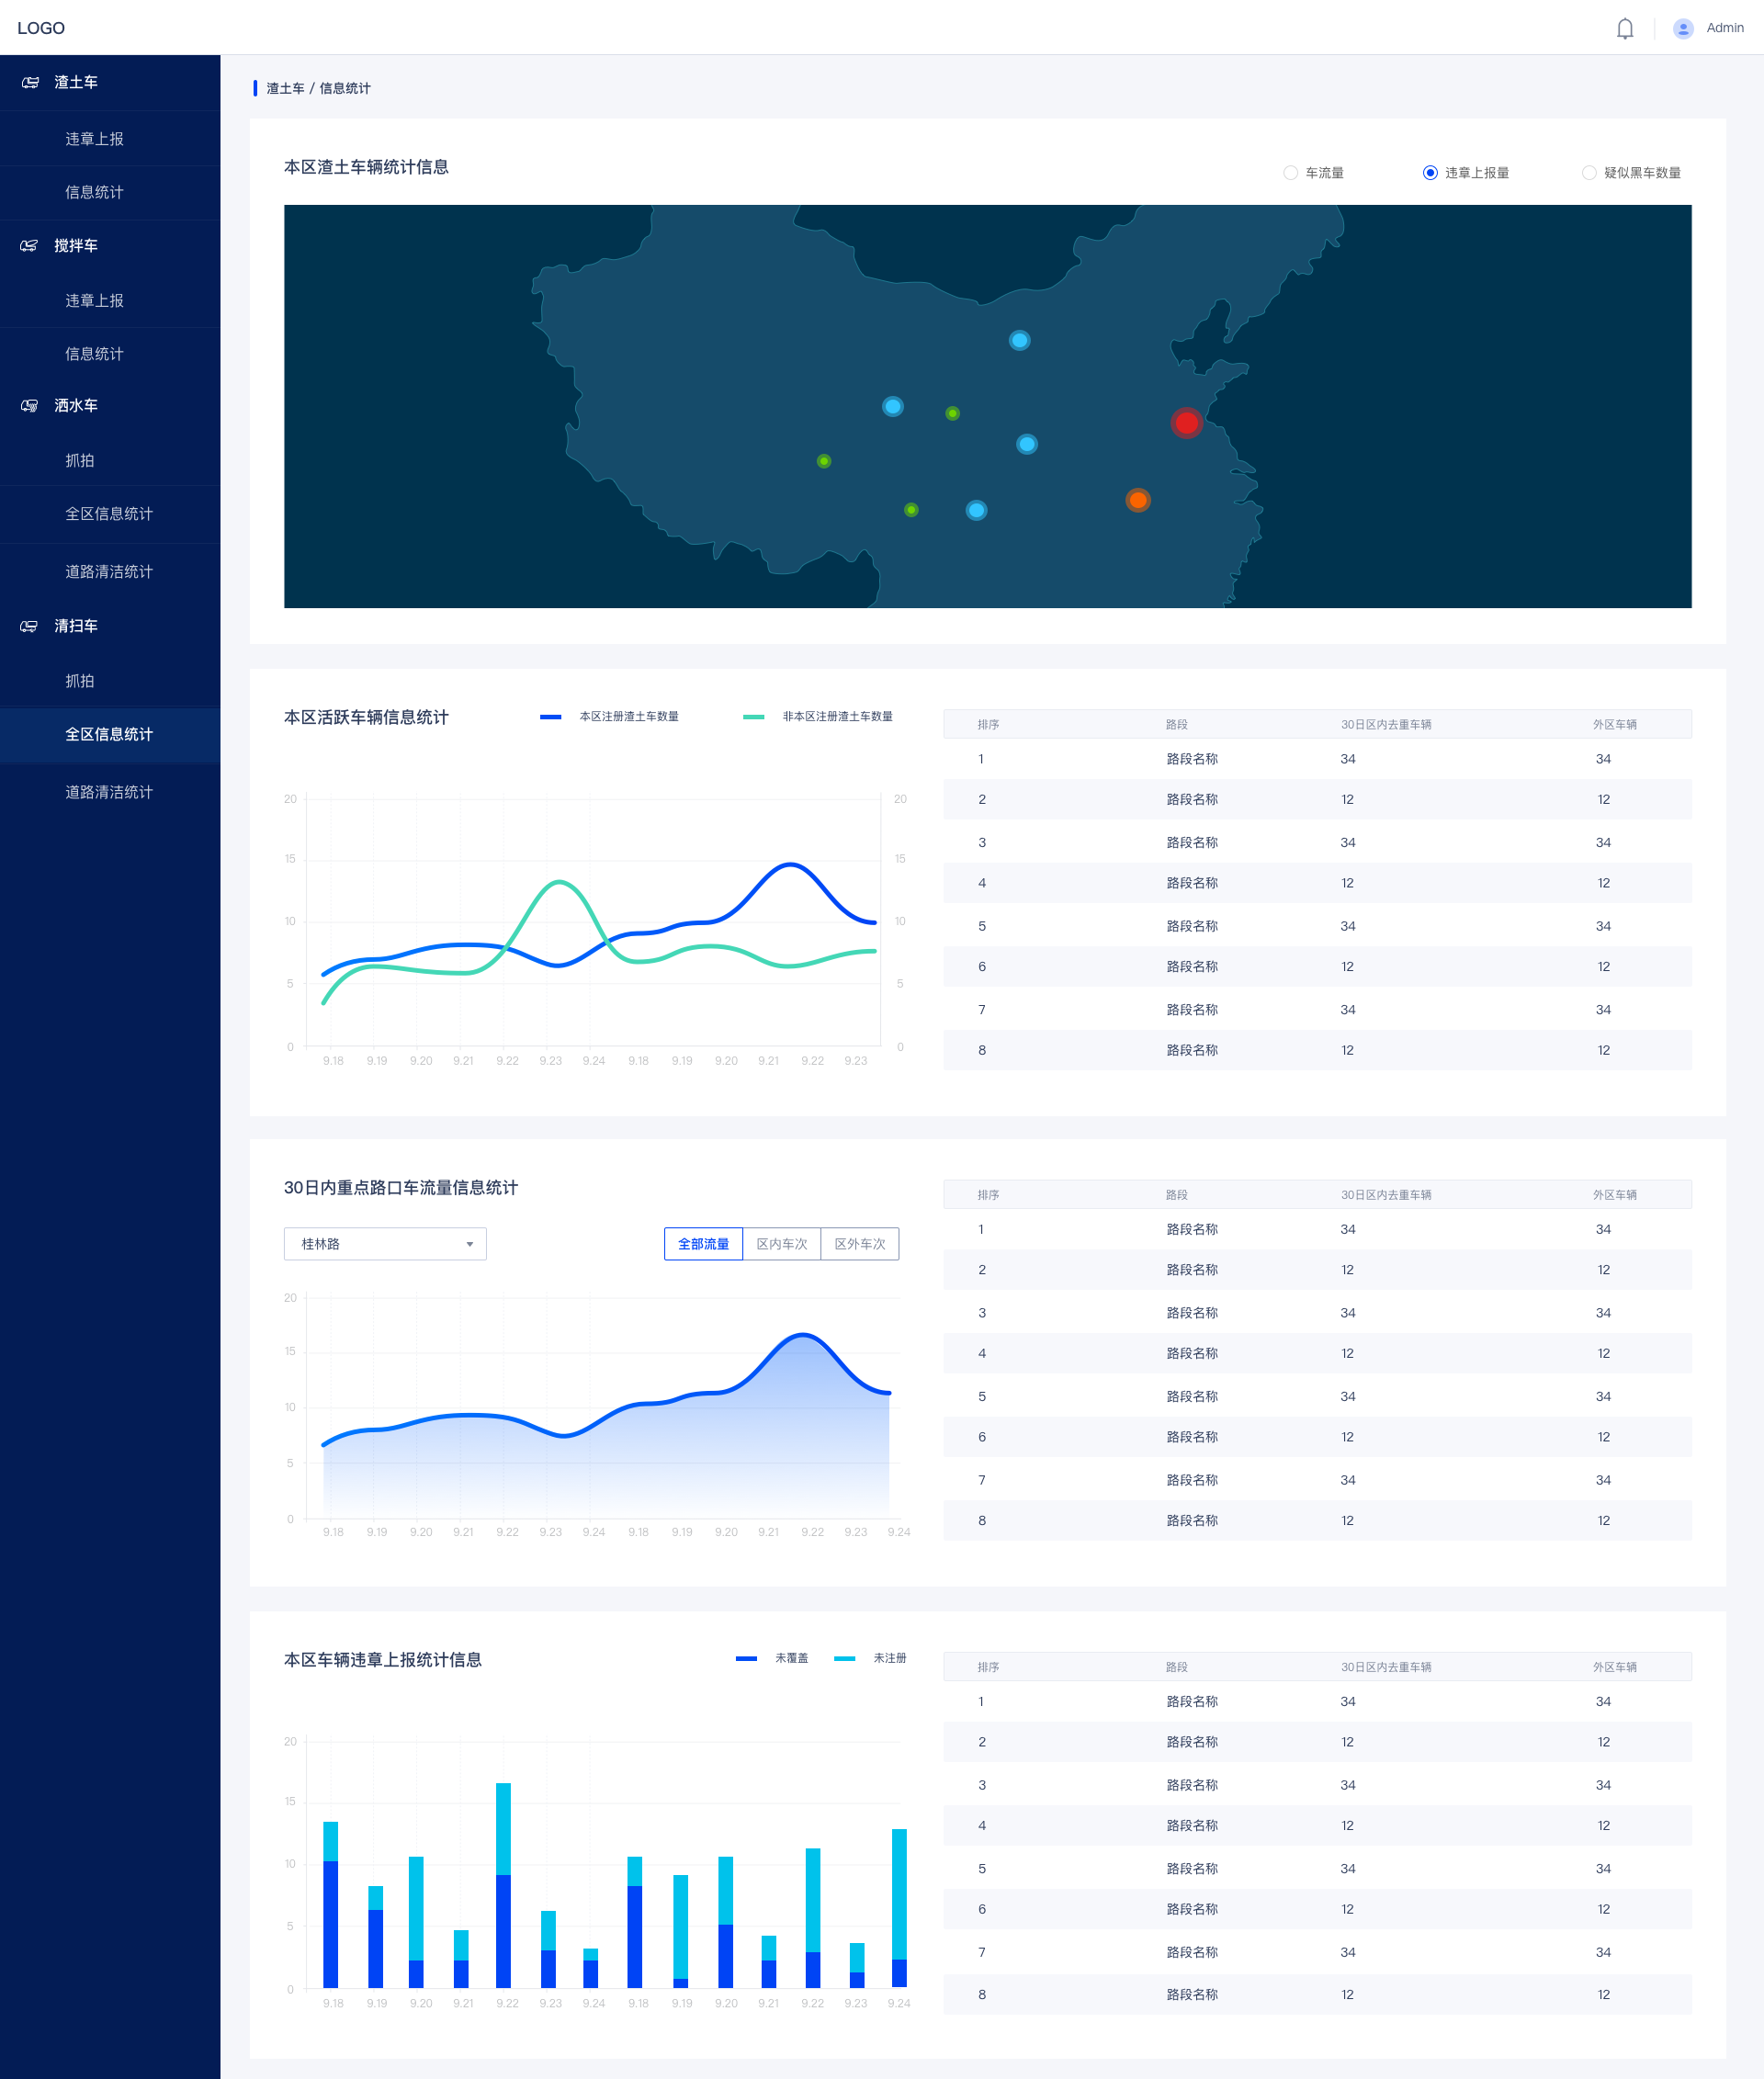 LOGO
Admin
渣土车
违章上报
信息统计
搅拌车
违章上报
信息统计
洒水车
抓拍
全区信息统计
道路清洁统计
清扫车
抓拍
全区信息统计
道路清洁统计
渣土车 / 信息统计
本区渣土车辆统计信息
车流量 违章上报量 疑似黑车数量
本区活跃车辆信息统计
本区注册渣土车数量 非本区注册渣土车数量
20 20
15 15
10 10
5 5
0 0
9.18 9.19 9.20 9.21 9.22 9.23 9.24 9.18 9.19 9.20 9.21 9.22 9.23
排序 路段 30日区内去重车辆 外区车辆
1 路段名称 34 34
2 路段名称 12 12
3 路段名称 34 34
4 路段名称 12 12
5 路段名称 34 34
6 路段名称 12 12
7 路段名称 34 34
8 路段名称 12 12
30日内重点路口车流量信息统计
桂林路
全部流量 区内车次 区外车次
20
15
10
5
0
9.18 9.19 9.20 9.21 9.22 9.23 9.24 9.18 9.19 9.20 9.21 9.22 9.23 9.24
排序 路段 30日区内去重车辆 外区车辆
1 路段名称 34 34
2 路段名称 12 12
3 路段名称 34 34
4 路段名称 12 12
5 路段名称 34 34
6 路段名称 12 12
7 路段名称 34 34
8 路段名称 12 12
本区车辆违章上报统计信息
未覆盖 未注册
20
15
10
5
0
9.18 9.19 9.20 9.21 9.22 9.23 9.24 9.18 9.19 9.20 9.21 9.22 9.23 9.24
排序 路段 30日区内去重车辆 外区车辆
1 路段名称 34 34
2 路段名称 12 12
3 路段名称 34 34
4 路段名称 12 12
5 路段名称 34 34
6 路段名称 12 12
7 路段名称 34 34
8 路段名称 12 12